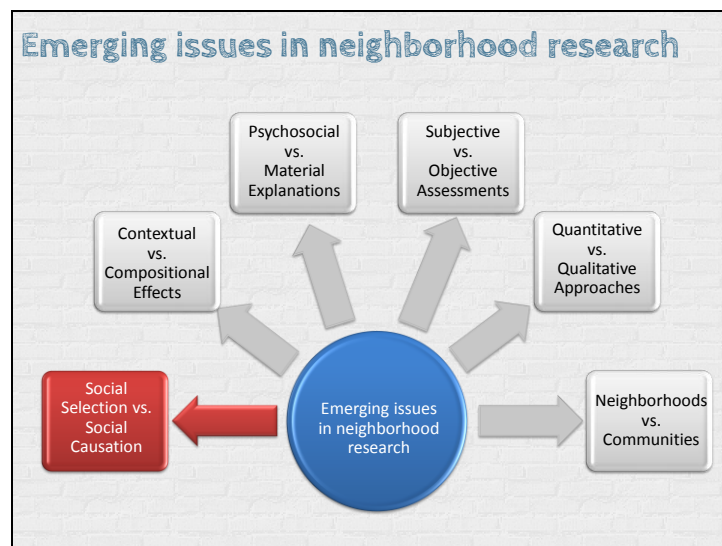 Emerging issues in neighborhood research
Psychosocial
vs.
Material
Explanations
Subjective
vs.
Objective
Assessments
Contextual
vs.
Compositional
Effects
Quantitative
vs.
Qualitative
Approaches
Social
Selection vs.
Social
Causation
Emerging issues
in neighborhood
research
Neighborhoods
vs.
Communities